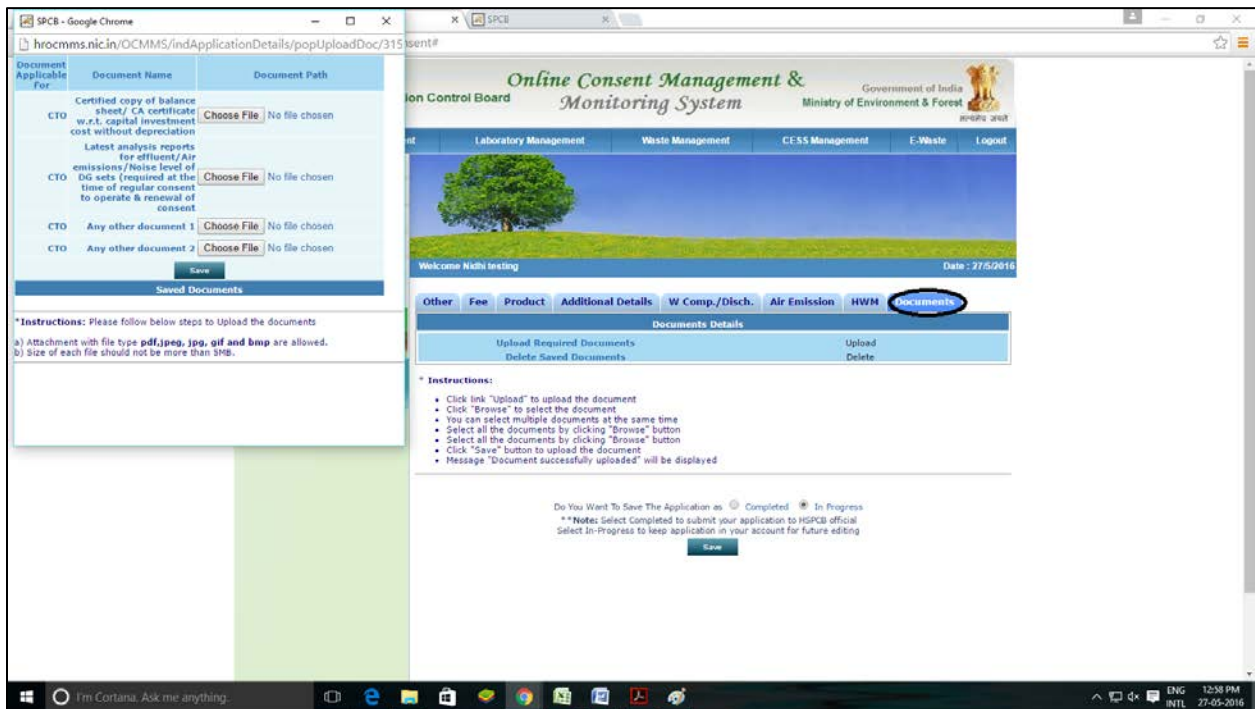 SPCB - Google Chrome
hrocmms.nic.in/OCMMS/indApplicationDetails/popUploadDoc/315
Document Applicable For
Document Name
Document Path
CTO
Certified copy of balance
sheet/ CA certificate
w.r.t. capital investment
cost without depreciation
Choose File No file chosen
CTO
Latest analysis reports
for effluent/Air
emissions/Noise level of
DG sets (required at the
time of regular consent
to operate & renewal of
consent
Choose File No file chosen
CTO Any other document 1 Choose File No file chosen
CTO Any other document 2 Choose File No file chosen
Save
Saved Documents
*Instructions: Please follow below steps to Upload the documents
a) Attachment with file type pdf,jpeg, jpg, gif and bmp are allowed.
b) Size of each file should not be more than 5MB.
SPCB
sent#
Online Consent Management &
Monitoring System
ion Control Board
Government of India
Ministry of Environment & Forest
सत्यमेव जयते
nt Laboratory Management Waste Management CESS Management E-Waste Logout
Welcome Nidhi testing
Date : 27/5/2016
Other Fee Product Additional Details W Comp./Disch. Air Emission HWM Documents
Documents Details
Upload Required Documents Upload
Delete Saved Documents Delete
* Instructions:
• Click link "Upload" to upload the document
• Click "Browse" to select the document
• You can select multiple documents at the same time
• Select all the documents by clicking "Browse" button
• Select all the documents by clicking "Browse" button
• Click "Save" button to upload the document
• Message "Document successfully uploaded" will be displayed
Do You Want To Save The Application as Completed In Progress
**Note: Select Completed to submit your application to HSPCB official
Select In-Progress to keep application in your account for future editing
Save
I'm Cortana. Ask me anything.
ENG
INTL
12:58 PM
27-05-2016